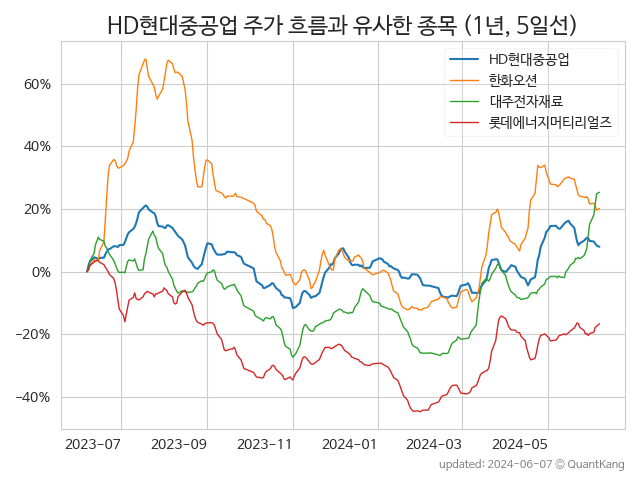 HD현대중공업 주가 흐름과 유사한 종목 (1년, 5일선)
HD현대중공업
한화오션
대주전자재료
롯데에너지머티리얼즈
60%
40%
20%
0%
−20%
−40%
2023-07
2023-09
2023-11
2024-01
2024-03
2024-05
updated: 2024-06-07 © QuantKang